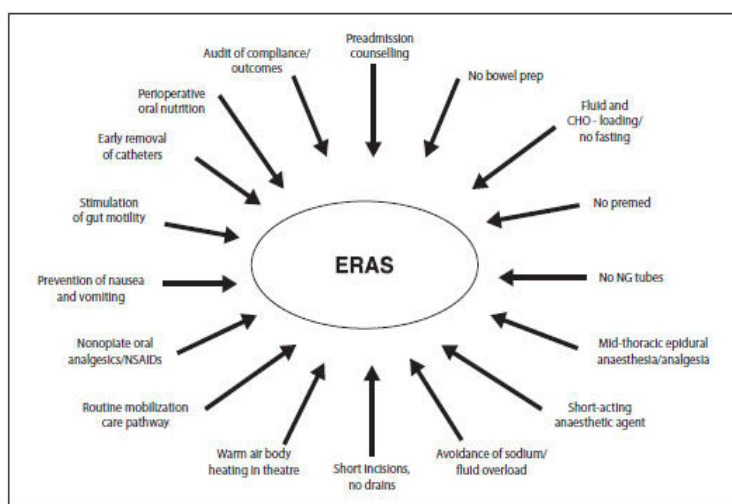 Preadmission
counselling
No bowel prep
Fluid and
CHO - loading/
no fasting
No premed
No NG tubes
Mid-thoracic epidural
anaesthesia/analgesia
Short-acting
anaesthetic agent
Avoidance of sodium/
fluid overload
Short incisions,
no drains
Warm air body
heating in theatre
Routine mobilization
care pathway
Nonopiate oral
analgesics/NSAIDs
Prevention of nausea
and vomiting
Stimulation
of gut motility
Early removal
of catheters
Perioperative
oral nutrition
Audit of compliance/
outcomes
ERAS